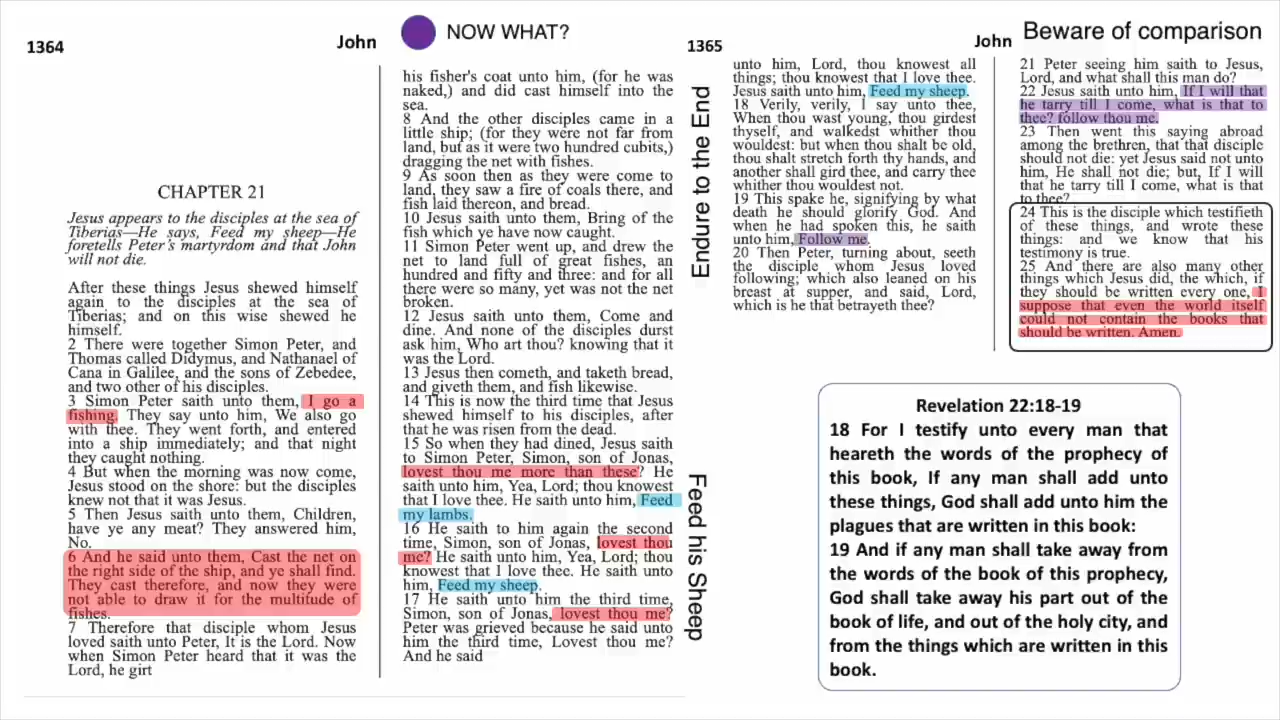 1364
John
CHAPTER 21
Jesus appears to the disciples at the sea of
Tiberias—He says, Feed my sheep—He
foretells Peter's martyrdom and that John
will not die.
After these things Jesus shewed himself
again to the disciples at the sea of
Tiberias; and on this wise shewed he
himself.
2 There were together Simon Peter, and
Thomas called Didymus, and Nathanael of
Cana in Galilee, and the sons of Zebedee,
and two other of his disciples.
3 Simon Peter saith unto them, I go a
fishing. They say unto him, We also go
with thee. They went forth, and entered
into a ship immediately; and that night
they caught nothing.
4 But when the morning was now come,
Jesus stood on the shore: but the disciples
knew not that it was Jesus.
5 Then Jesus saith unto them, Children,
have ye any meat? They answered him,
No.
6 And he said unto them, Cast the net on
the right side of the ship, and ye shall find.
They cast therefore, and now they were
not able to draw it for the multitude of
fishes.
7 Therefore that disciple whom Jesus
loved saith unto Peter, It is the Lord. Now
when Simon Peter heard that it was the
Lord, he girt
NOW WHAT?
his fisher's coat unto him, (for he was
naked,) and did cast himself into the
sea.
8 And the other disciples came in a
little ship; (for they were not far from
land, but as it were two hundred cubits,)
dragging the net with fishes.
9 As soon then as they were come to
land, they saw a fire of coals there, and
fish laid thereon, and bread.
10 Jesus saith unto them, Bring of the
fish which ye have now caught.
11 Simon Peter went up, and drew the
net to land full of great fishes, an
hundred and fifty and three: and for all
there were so many, yet was not the net
broken.
12 Jesus saith unto them, Come and
dine. And none of the disciples durst
ask him, Who art thou? knowing that it
was the Lord.
13 Jesus then cometh, and taketh bread,
and giveth them, and fish likewise.
14 This is now the third time that Jesus
shewed himself to his disciples, after
that he was risen from the dead.
15 So when they had dined, Jesus saith
to Simon Peter, Simon, son of Jonas,
lovest thou me more than these? He
saith unto him, Yea, Lord; thou knowest
that I love thee. He saith unto him, Feed
my lambs.
16 He saith to him again the second
time, Simon, son of Jonas, lovest thou
me? He saith unto him, Yea, Lord; thou
knowest that I love thee. He saith unto
him, Feed my sheep.
17 He saith unto him the third time,
Simon, son of Jonas, lovest thou me?
Peter was grieved because he said unto
him the third time, Lovest thou me?
And he said
Endure to the End
Feed his Sheep
1365
John
unto him, Lord, thou knowest all
things; thou knowest that I love thee.
Jesus saith unto him, Feed my sheep.
18 Verily, verily, I say unto thee,
When thou wast young, thou girdest
thyself, and walkedst whither thou
wouldest: but when thou shalt be old,
thou shalt stretch forth thy hands, and
another shall gird thee, and carry thee
whither thou wouldest not.
19 This spake he, signifying by what
death he should glorify God. And
when he had spoken this, he saith
unto him, Follow me.
20 Then Peter, turning about, seeth
the disciple whom Jesus loved
following; which also leaned on his
breast at supper, and said, Lord,
which is he that betrayeth thee?
Beware of comparison
21 Peter seeing him saith to Jesus,
Lord, and what shall this man do?
22 Jesus saith unto him, If I will that
he tarry till I come, what is that to
thee? follow thou me.
23 Then went this saying abroad
among the brethren, that that disciple
should not die: yet Jesus said not unto
him, He shall not die; but, If I will
that he tarry till I come, what is that
to thee?
24 This is the disciple which testifieth
of these things, and wrote these
things: and we know that his
testimony is true.
25 And there are also many other
things which Jesus did, the which, if
they should be written every one, I
suppose that even the world itself
could not contain the books that
should be written. Amen.
Revelation 22:18-19
18 For I testify unto every man that
heareth the words of the prophecy of
this book, If any man shall add unto
these things, God shall add unto him the
plagues that are written in this book:
19 And if any man shall take away from
the words of the book of this prophecy,
God shall take away his part out of the
book of life, and out of the holy city, and
from the things which are written in this
book.